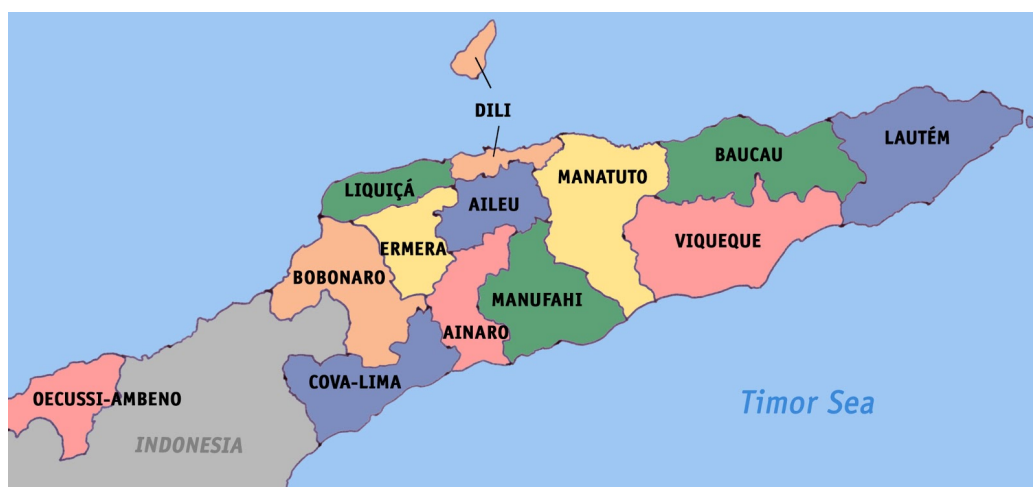 DILI
LAUTÉM
BAUCAU
MANATUTO
LIQUIÇÁ
AILEU
VIQUEQUE
ERMERA
BOBONARO
MANUFAHI
AINARO
COVA-LIMA
OECUSSI-AMBENO
Timor Sea
INDONESIA